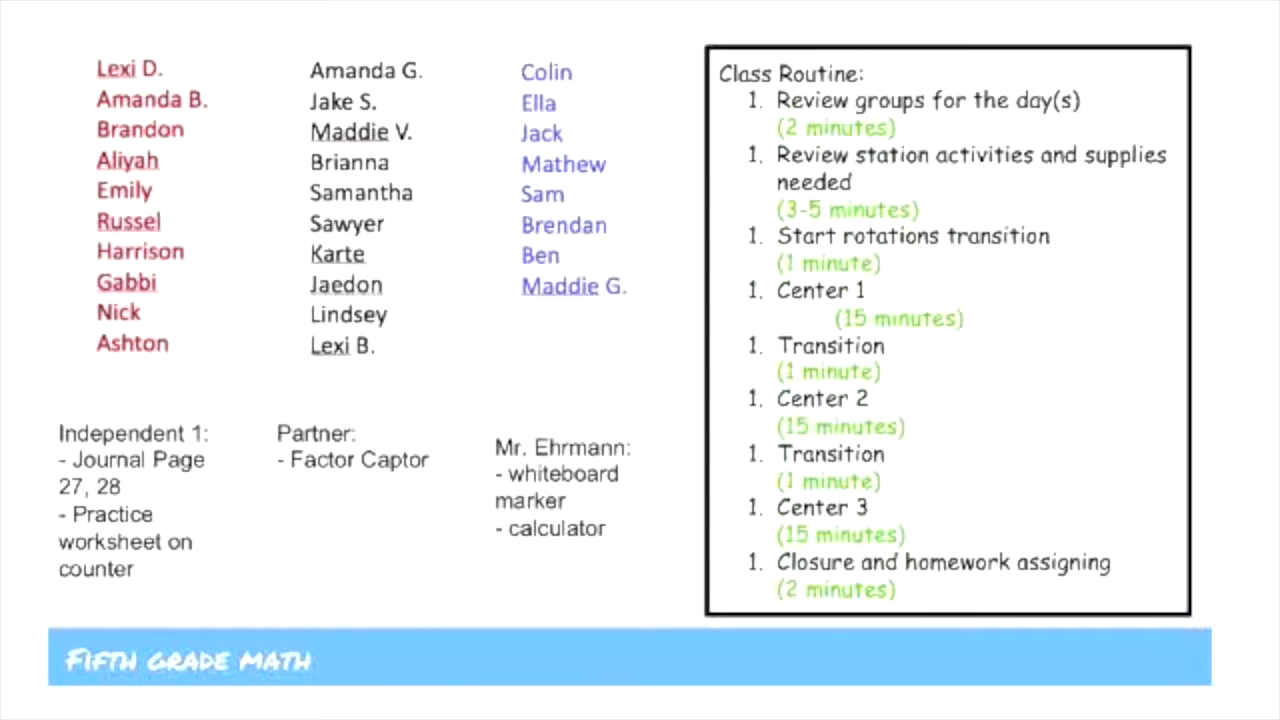 Lexi D.
Amanda B.
Brandon
Aliyah
Emily
Russel
Harrison
Gabbi
Nick
Ashton
Amanda G.
Jake S.
Maddie V.
Brianna
Samantha
Sawyer
Karte
Jaedon
Lindsey
Lexi B.
Colin
Ella
Jack
Mathew
Sam
Brendan
Ben
Maddie G.
Independent 1:
- Journal Page
27, 28
- Practice
worksheet on
counter
Partner:
- Factor Captor
Mr. Ehrmann:
- whiteboard
marker
- calculator
Class Routine:
1. Review groups for the day(s)
(2 minutes)
1. Review station activities and supplies
needed
(3-5 minutes)
1. Start rotations transition
(1 minute)
1. Center 1
(15 minutes)
1. Transition
(1 minute)
1. Center 2
(15 minutes)
1. Transition
(1 minute)
1. Center 3
(15 minutes)
1. Closure and homework assigning
(2 minutes)
Fifth grade math